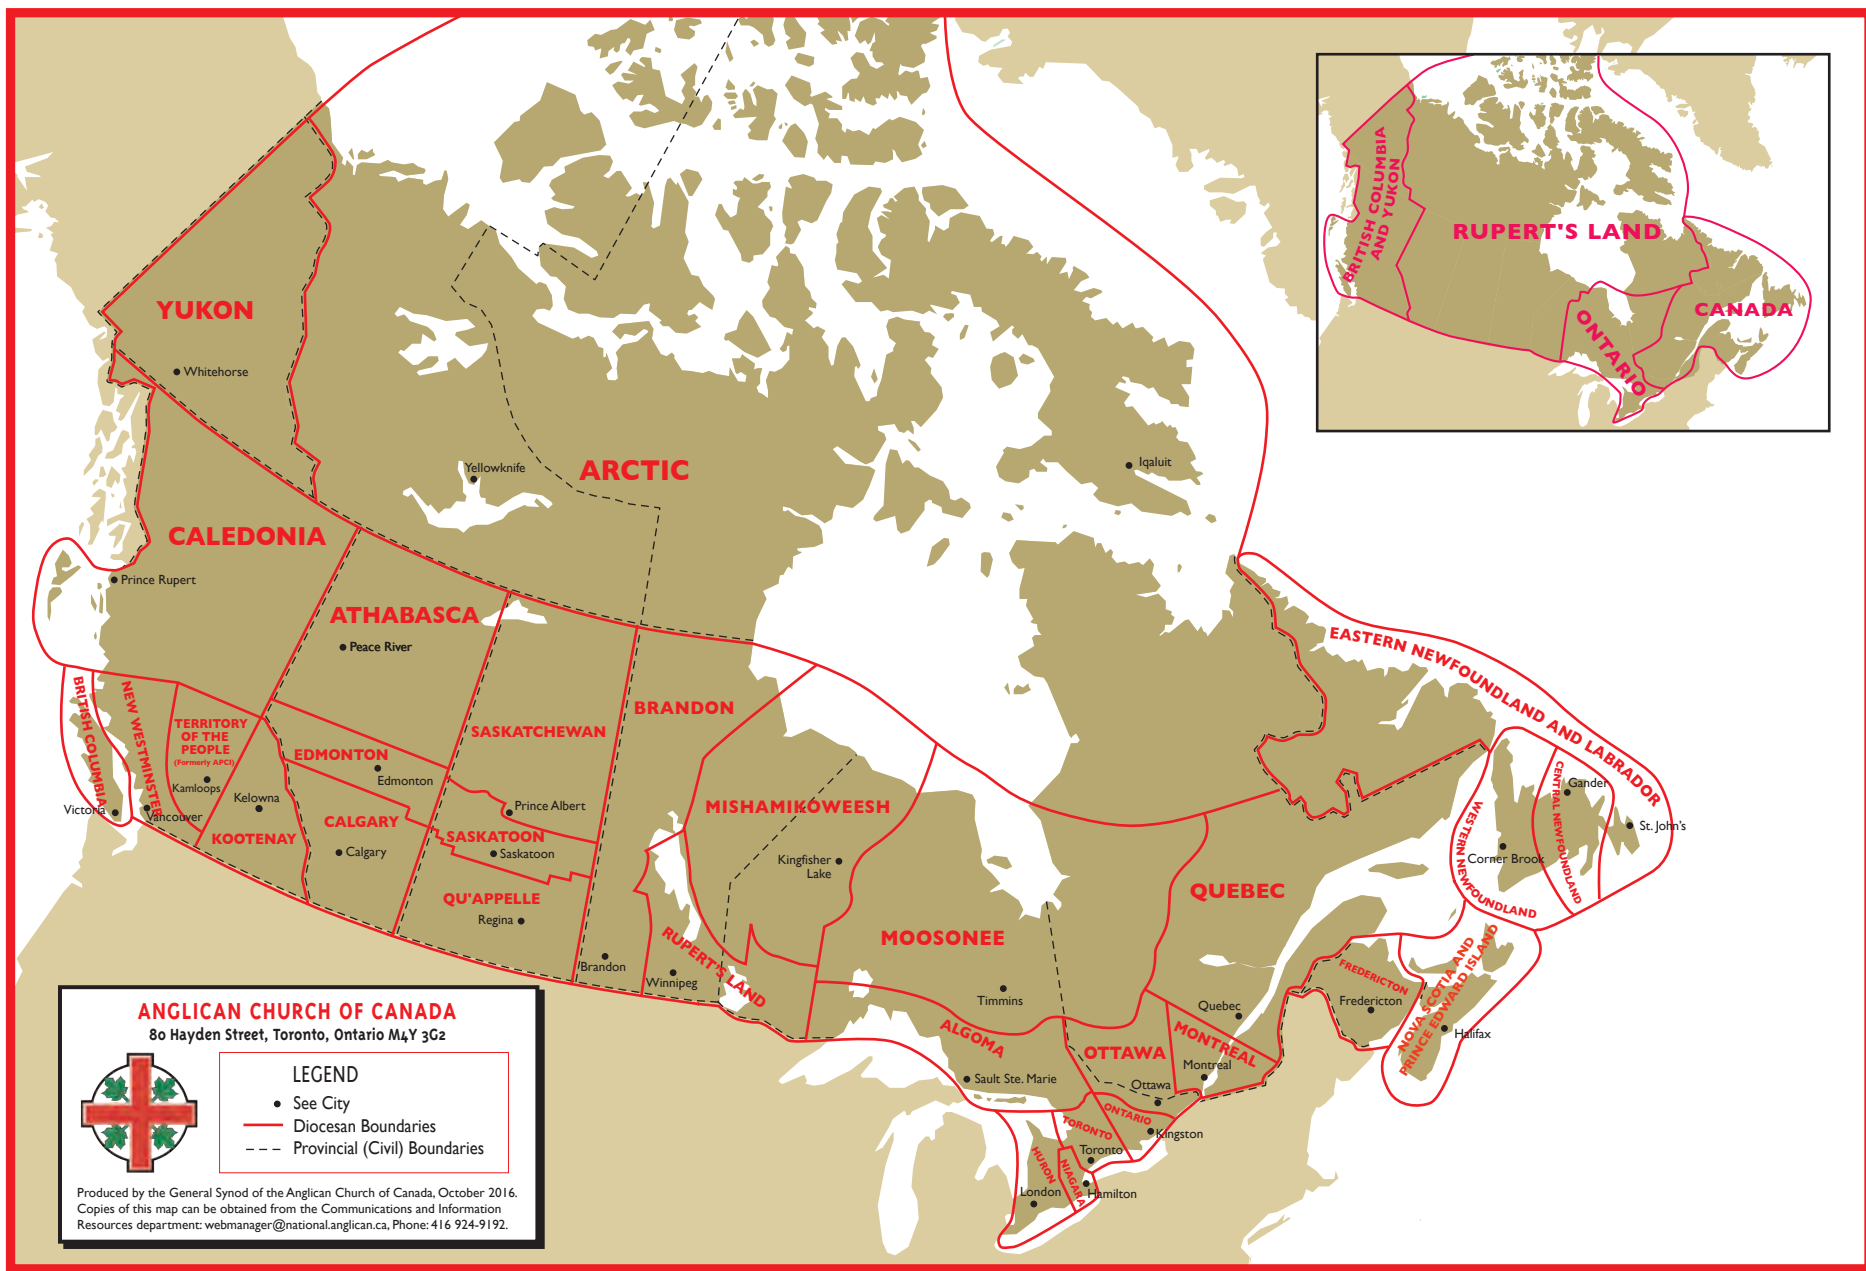 YUKON
Whitehorse
CALEDONIA
Prince Rupert
Yellowknife
ARCTIC
Iqaluit
ATHABASCA
Peace River
BRITISH COLUMBIA
NEW WESTMINSTER
TERRITORY
OF THE
PEOPLE
(Formerly APCI)
Kamloops
Victoria
Vancouver
Kelowna
KOOTENAY
EDMONTON
Edmonton
CALGARY
Calgary
SASKATCHEWAN
Prince Albert
SASKATOON
Saskatoon
QU'APPELLE
Regina
BRANDON
Brandon
RUPERT'S LAND
Winnipeg
MISHAMIKOWEESH
Kingfisher
Lake
MOOSONEE
Timmins
ALGOMA
Sault Ste. Marie
QUEBEC
Quebec
MONTREAL
Montreal
OTTAWA
Ottawa
ONTARIO
Kingston
TORONTO
Toronto
HURON
London
NIAGARA
Hamilton
FREDERICTON
Fredericton
NOVA SCOTIA AND
PRINCE EDWARD ISLAND
Halifax
EASTERN NEWFOUNDLAND AND LABRADOR
St. John's
CENTRAL NEWFOUNDLAND
Gander
WESTERN NEWFOUNDLAND
Corner Brook
BRITISH COLUMBIA
AND YUKON
RUPERT'S LAND
ONTARIO
CANADA
ANGLICAN CHURCH OF CANADA
80 Hayden Street, Toronto, Ontario M4Y 3G2
LEGEND
See City
Diocesan Boundaries
Provincial (Civil) Boundaries
Produced by the General Synod of the Anglican Church of Canada, October 2016.
Copies of this map can be obtained from the Communications and Information
Resources department: webmanager@national.anglican.ca, Phone: 416 924-9192.